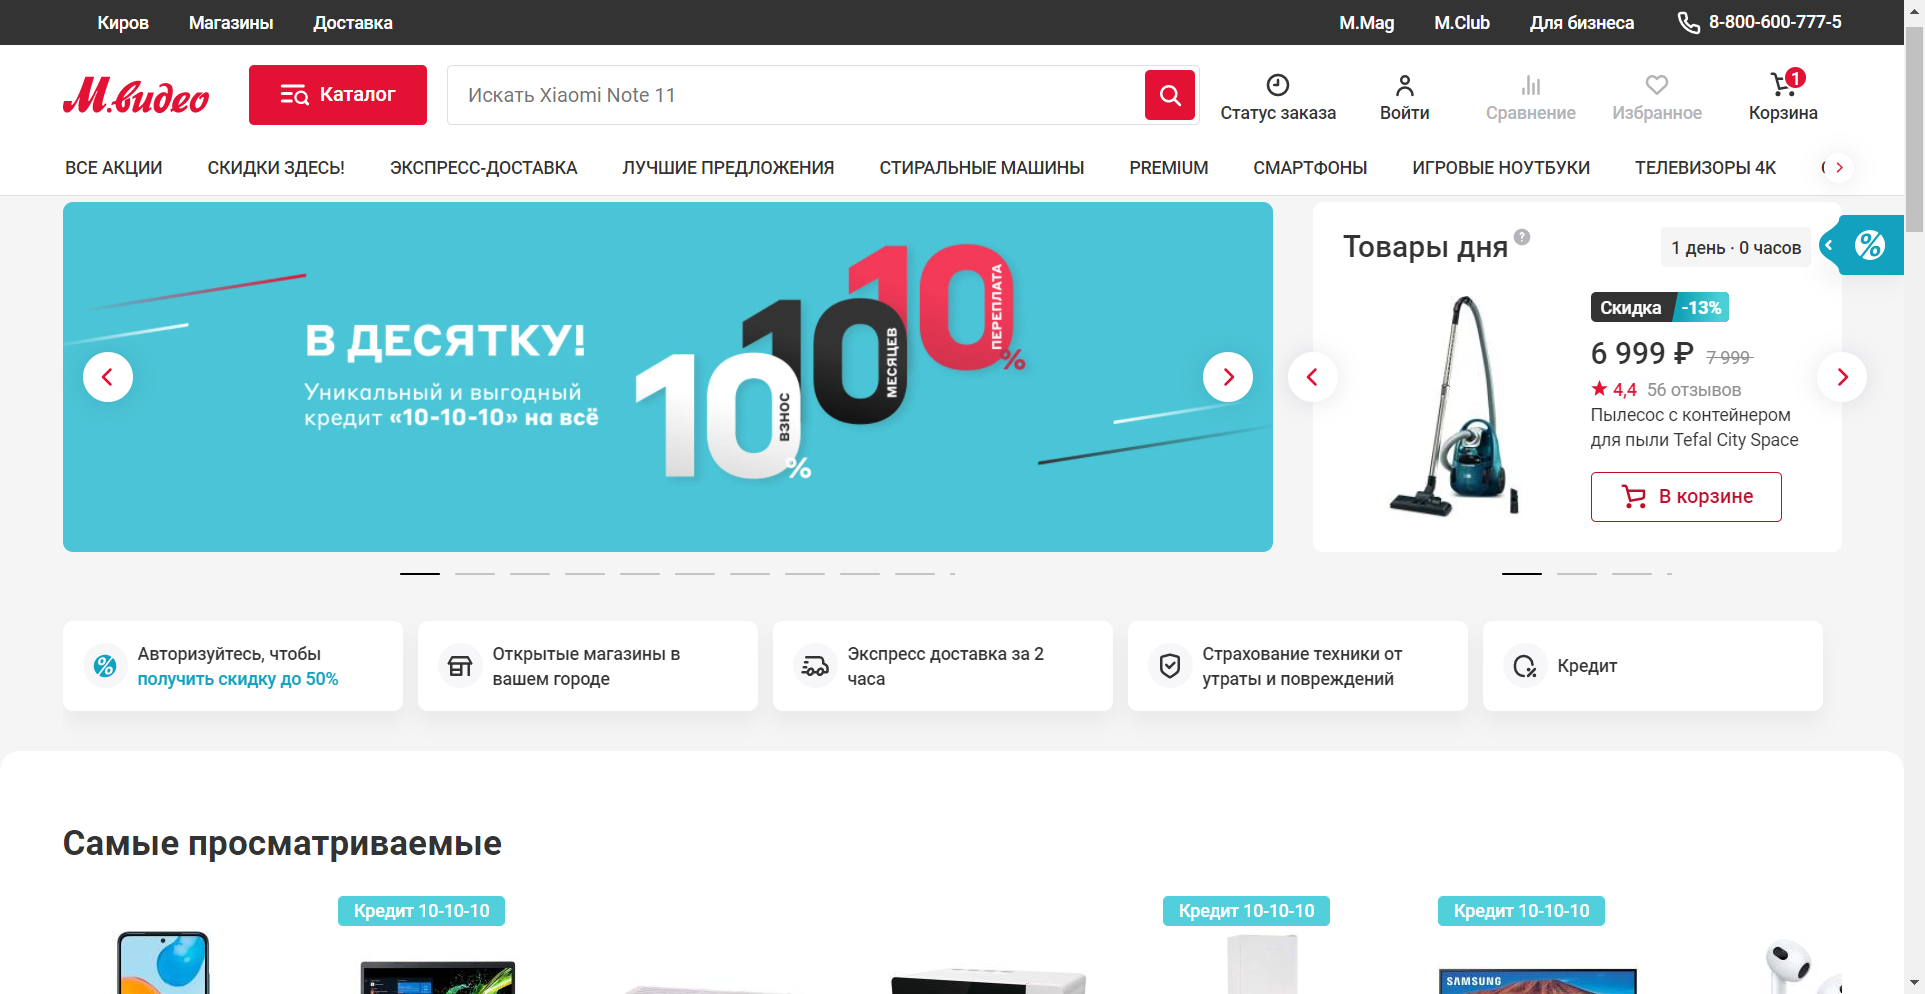 Киров Магазины Доставка M.Mag M.Club Для бизнеса 8-800-600-777-5
М.видео
Каталог
Искать Xiaomi Note 11
Статус заказа Войти Сравнение Избранное Корзина
1
ВСЕ АКЦИИ СКИДКИ ЗДЕСЬ! ЭКСПРЕСС-ДОСТАВКА ЛУЧШИЕ ПРЕДЛОЖЕНИЯ СТИРАЛЬНЫЕ МАШИНЫ PREMIUM СМАРТФОНЫ ИГРОВЫЕ НОУТБУКИ ТЕЛЕВИЗОРЫ 4K
В ДЕСЯТКУ!
Уникальный и выгодный
кредит «10-10-10» на всё
10% ВЗНОС
10 МЕСЯЦЕВ
10% ПЕРЕПЛАТА
Товары дня ?
1 день · 0 часов
%
Скидка -13%
6 999 ₽ 7 999
4,4 56 отзывов
Пылесос с контейнером
для пыли Tefal City Space
В корзине
Авторизуйтесь, чтобы
получить скидку до 50%
Открытые магазины в
вашем городе
Экспресс доставка за 2
часа
Страхование техники от
утраты и повреждений
Кредит
Самые просматриваемые
Кредит 10-10-10
Кредит 10-10-10
Кредит 10-10-10
SAMSUNG